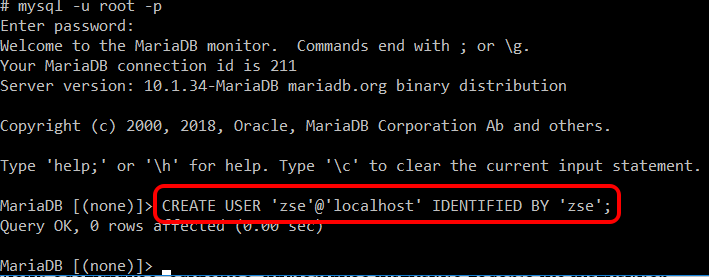 # mysql -u root -p
Enter password:
Welcome to the MariaDB monitor.  Commands end with ; or \g.
Your MariaDB connection id is 211
Server version: 10.1.34-MariaDB mariadb.org binary distribution
Copyright (c) 2000, 2018, Oracle, MariaDB Corporation Ab and others.
Type 'help;' or '\h' for help. Type '\c' to clear the current input statement.
MariaDB [(none)]> CREATE USER 'zse'@'localhost' IDENTIFIED BY 'zse';
Query OK, 0 rows affected (0.00 sec)
MariaDB [(none)]>